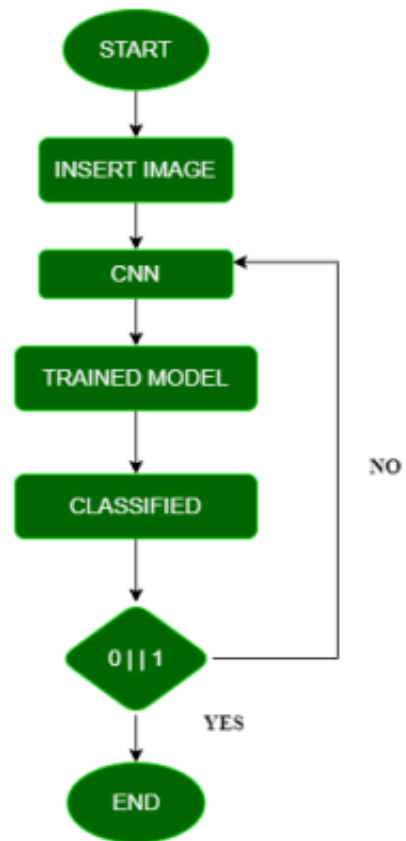 START
INSERT IMAGE
CNN
TRAINED MODEL
NO
CLASSIFIED
0 | | 1
YES
END